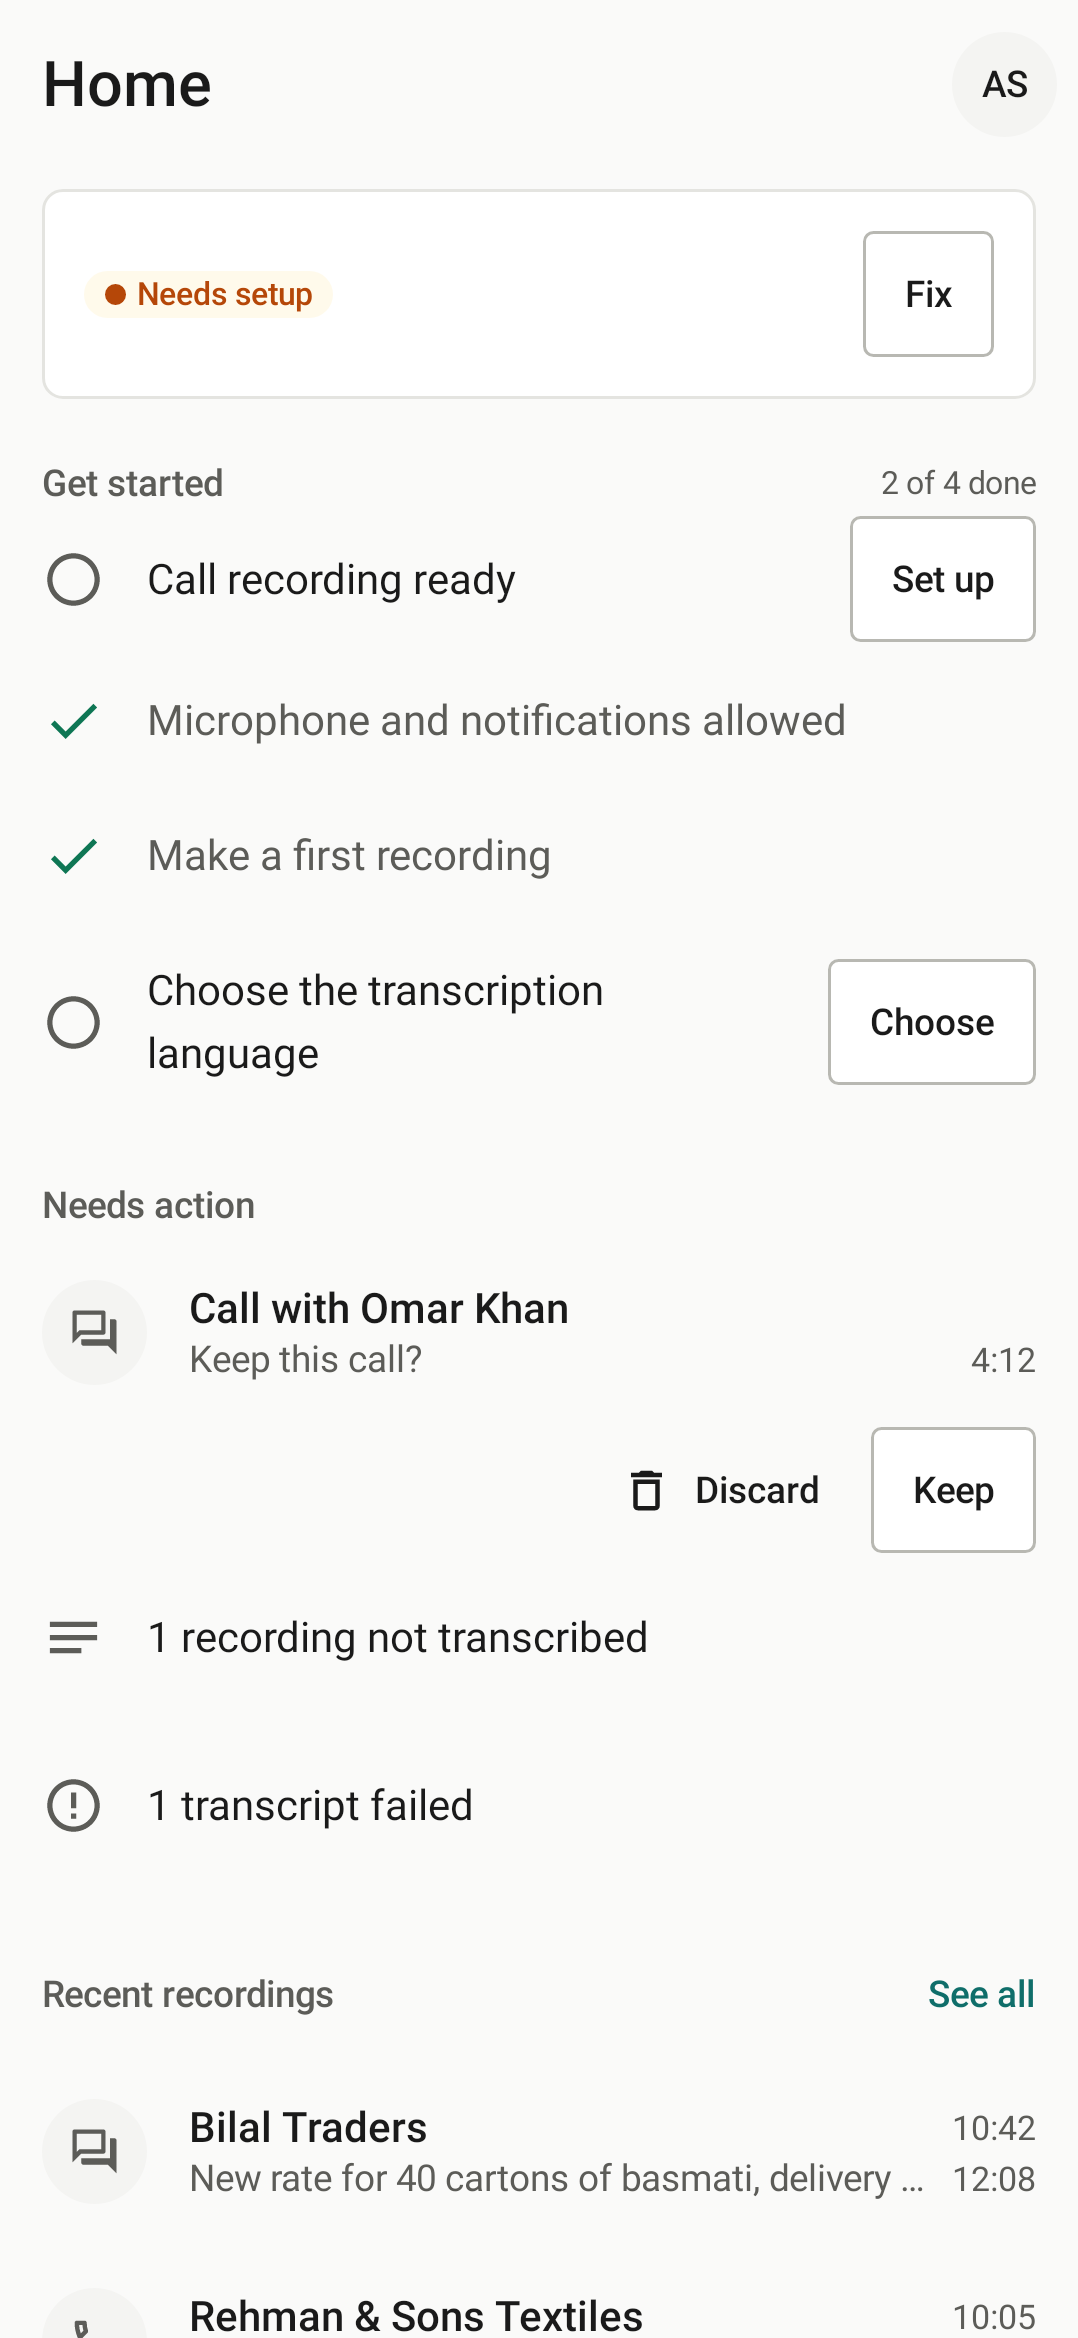 Home
AS
Needs setup
Fix
Get started
2 of 4 done
Call recording ready
Set up
Microphone and notifications allowed
Make a first recording
Choose the transcription
language
Choose
Needs action
Call with Omar Khan
Keep this call?
4:12
Discard
Keep
1 recording not transcribed
1 transcript failed
Recent recordings
See all
Bilal Traders
10:42
New rate for 40 cartons of basmati, delivery ...
12:08
Rehman & Sons Textiles
10:05